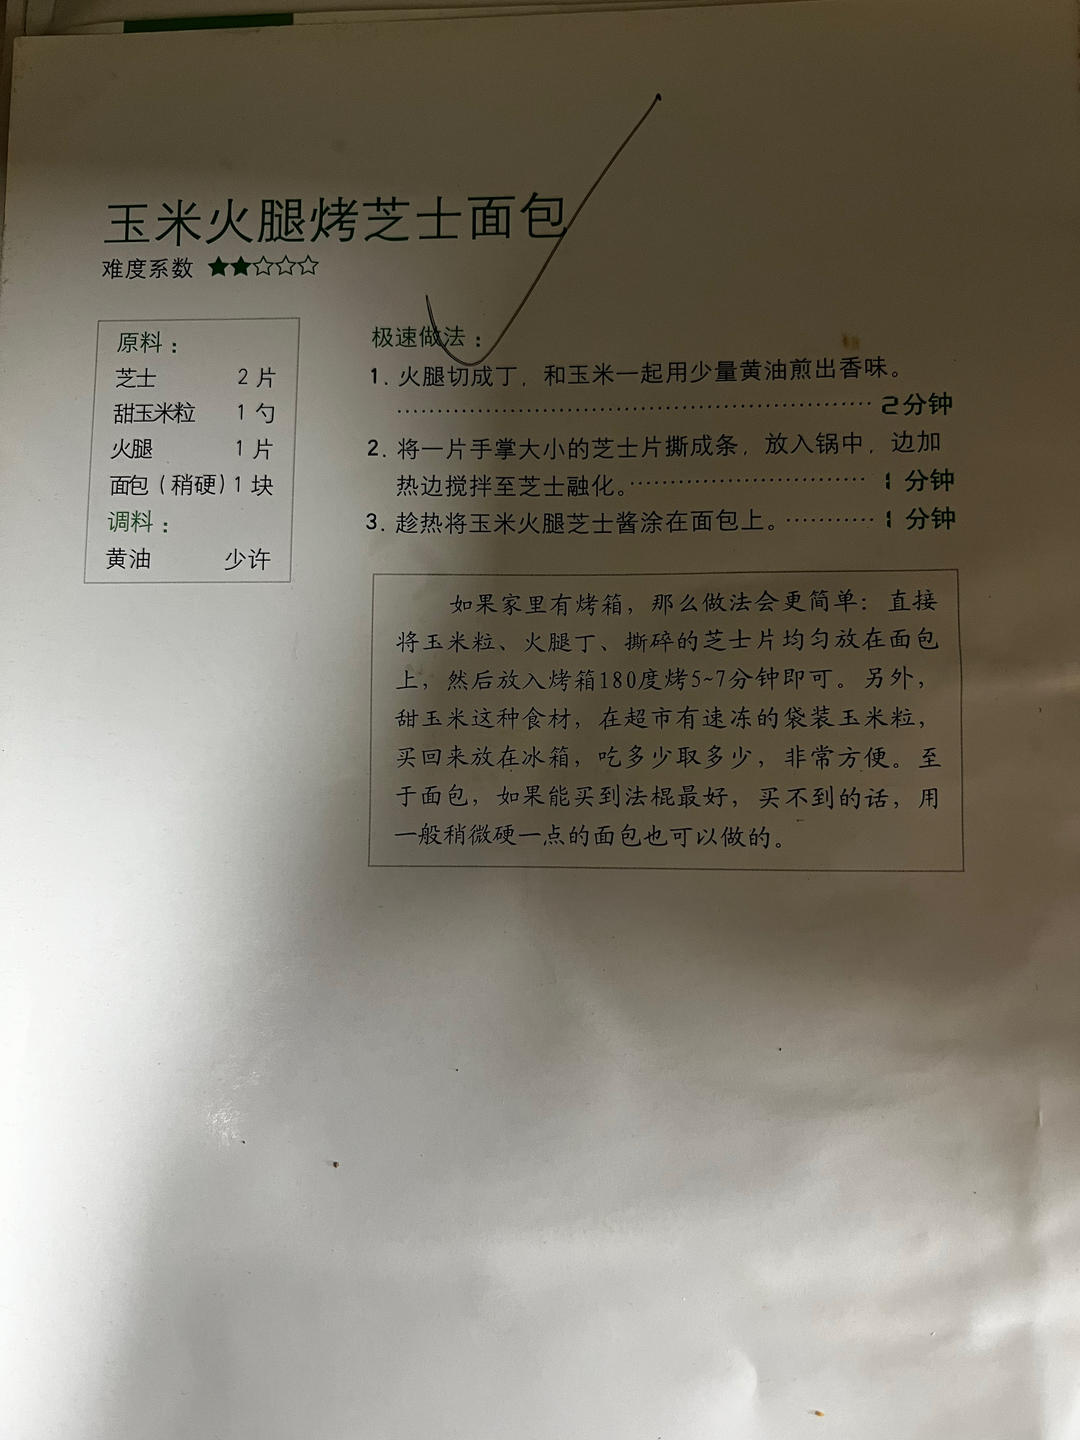 玉米火腿烤芝士面包
难度系数 ★★☆☆☆
原料：
芝士 2 片
甜玉米粒 1 勺
火腿 1 片
面包（稍硬）1 块
调料：
黄油 少许
极速做法：
1. 火腿切成丁，和玉米一起用少量黄油煎出香味。
……………………………………………………2分钟
2. 将一片手掌大小的芝士片撕成条，放入锅中，边加
热边搅拌至芝士融化。…………………………1 分钟
3. 趁热将玉米火腿芝士酱涂在面包上。…………1 分钟
如果家里有烤箱，那么做法会更简单：直接
将玉米粒、火腿丁、撕碎的芝士片均匀放在面包
上，然后放入烤箱180度烤5~7分钟即可。另外，
甜玉米这种食材，在超市有速冻的袋装玉米粒，
买回来放在冰箱，吃多少取多少，非常方便。至
于面包，如果能买到法棍最好，买不到的话，用
一般稍微硬一点的面包也可以做的。